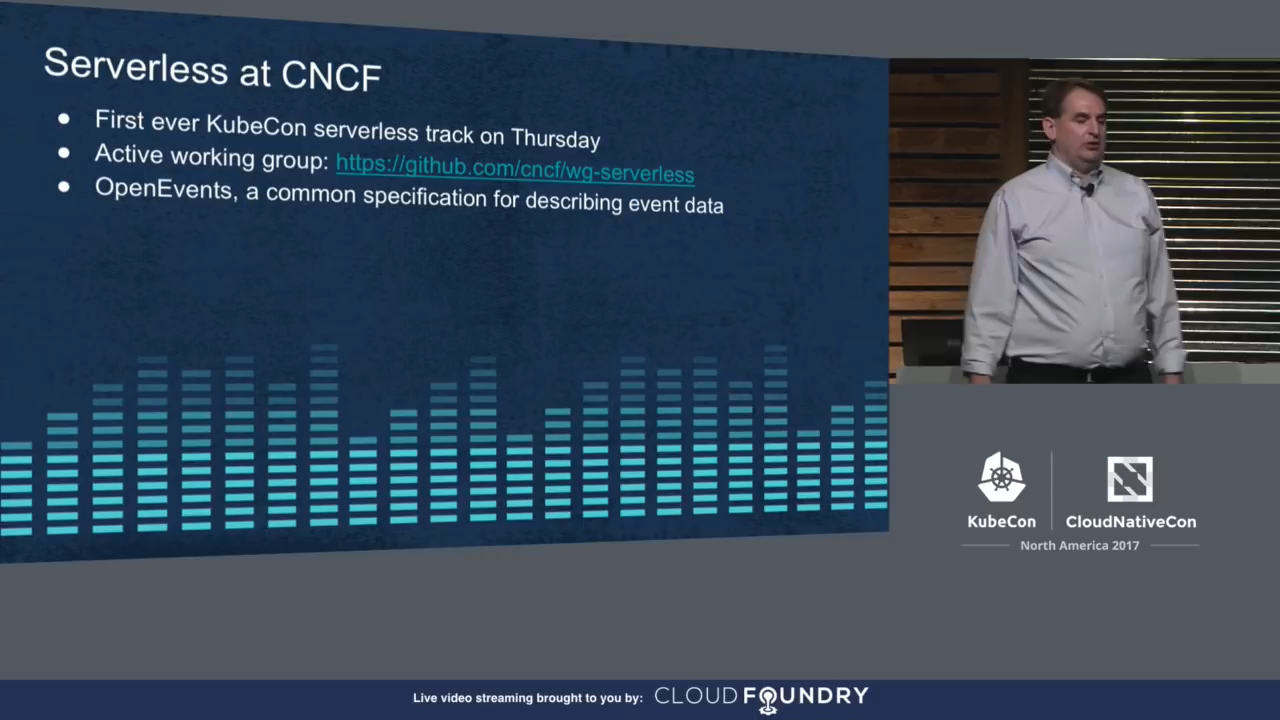 Serverless at CNCF
First ever KubeCon serverless track on Thursday
Active working group: https://github.com/cncf/wg-serverless
OpenEvents, a common specification for describing event data
KubeCon
CloudNativeCon
North America 2017
Live video streaming brought to you by: CLOUD FOUNDRY